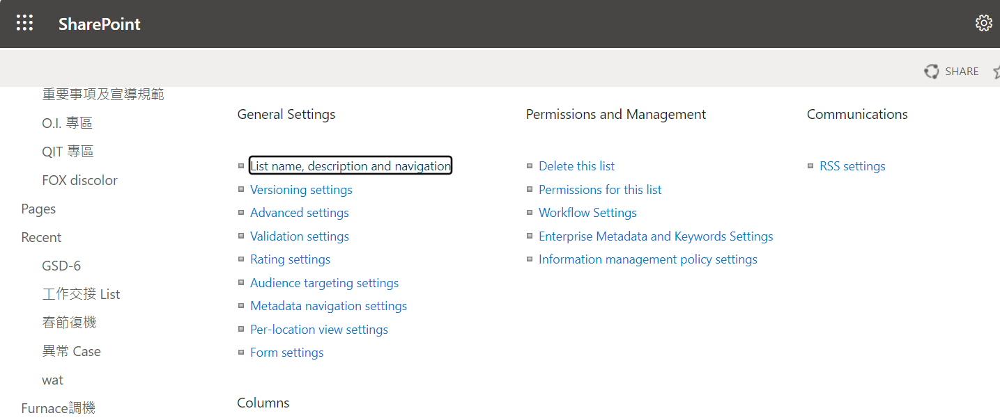 SharePoint
SHARE
重要事項及宣導規範
O.I. 專區
QIT 專區
FOX discolor
Pages
Recent
GSD-6
工作交接 List
春節復機
異常 Case
wat
Furnace調機
General Settings
List name, description and navigation
Versioning settings
Advanced settings
Validation settings
Rating settings
Audience targeting settings
Metadata navigation settings
Per-location view settings
Form settings
Permissions and Management
Delete this list
Permissions for this list
Workflow Settings
Enterprise Metadata and Keywords Settings
Information management policy settings
Communications
RSS settings
Columns